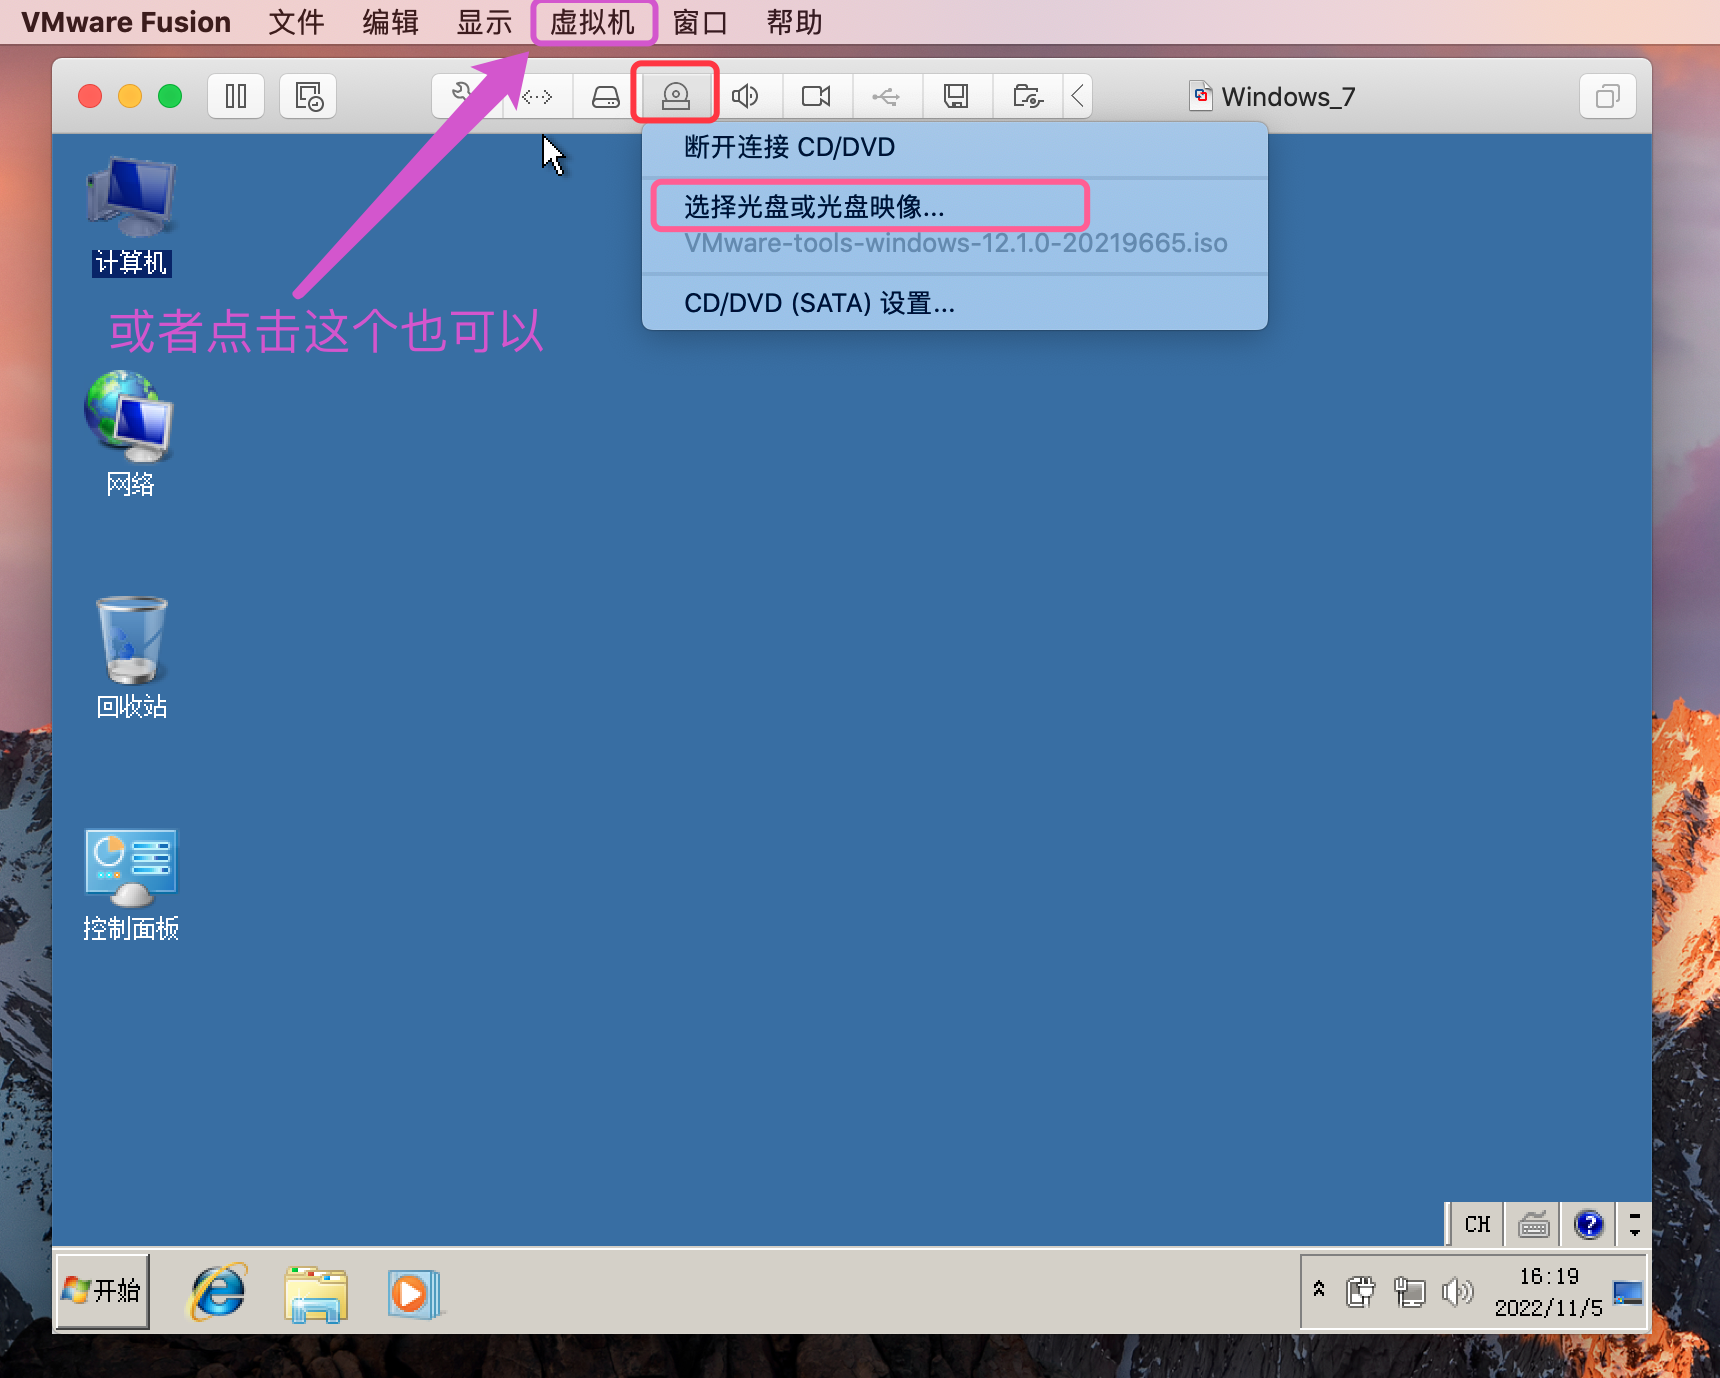 VMware Fusion 文件 编辑 显示 虚拟机 窗口 帮助
Windows_7
断开连接 CD/DVD
选择光盘或光盘映像...
VMware-tools-windows-12.1.0-20219665.iso
CD/DVD (SATA) 设置...
计算机
或者点击这个也可以
网络
回收站
控制面板
CH
开始
16:19
2022/11/5